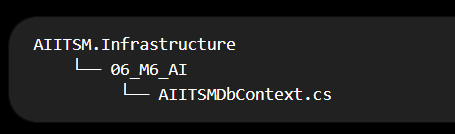 AIITSM.Infrastructure
└── 06_M6_AI
└── AIITSMDbContext.cs